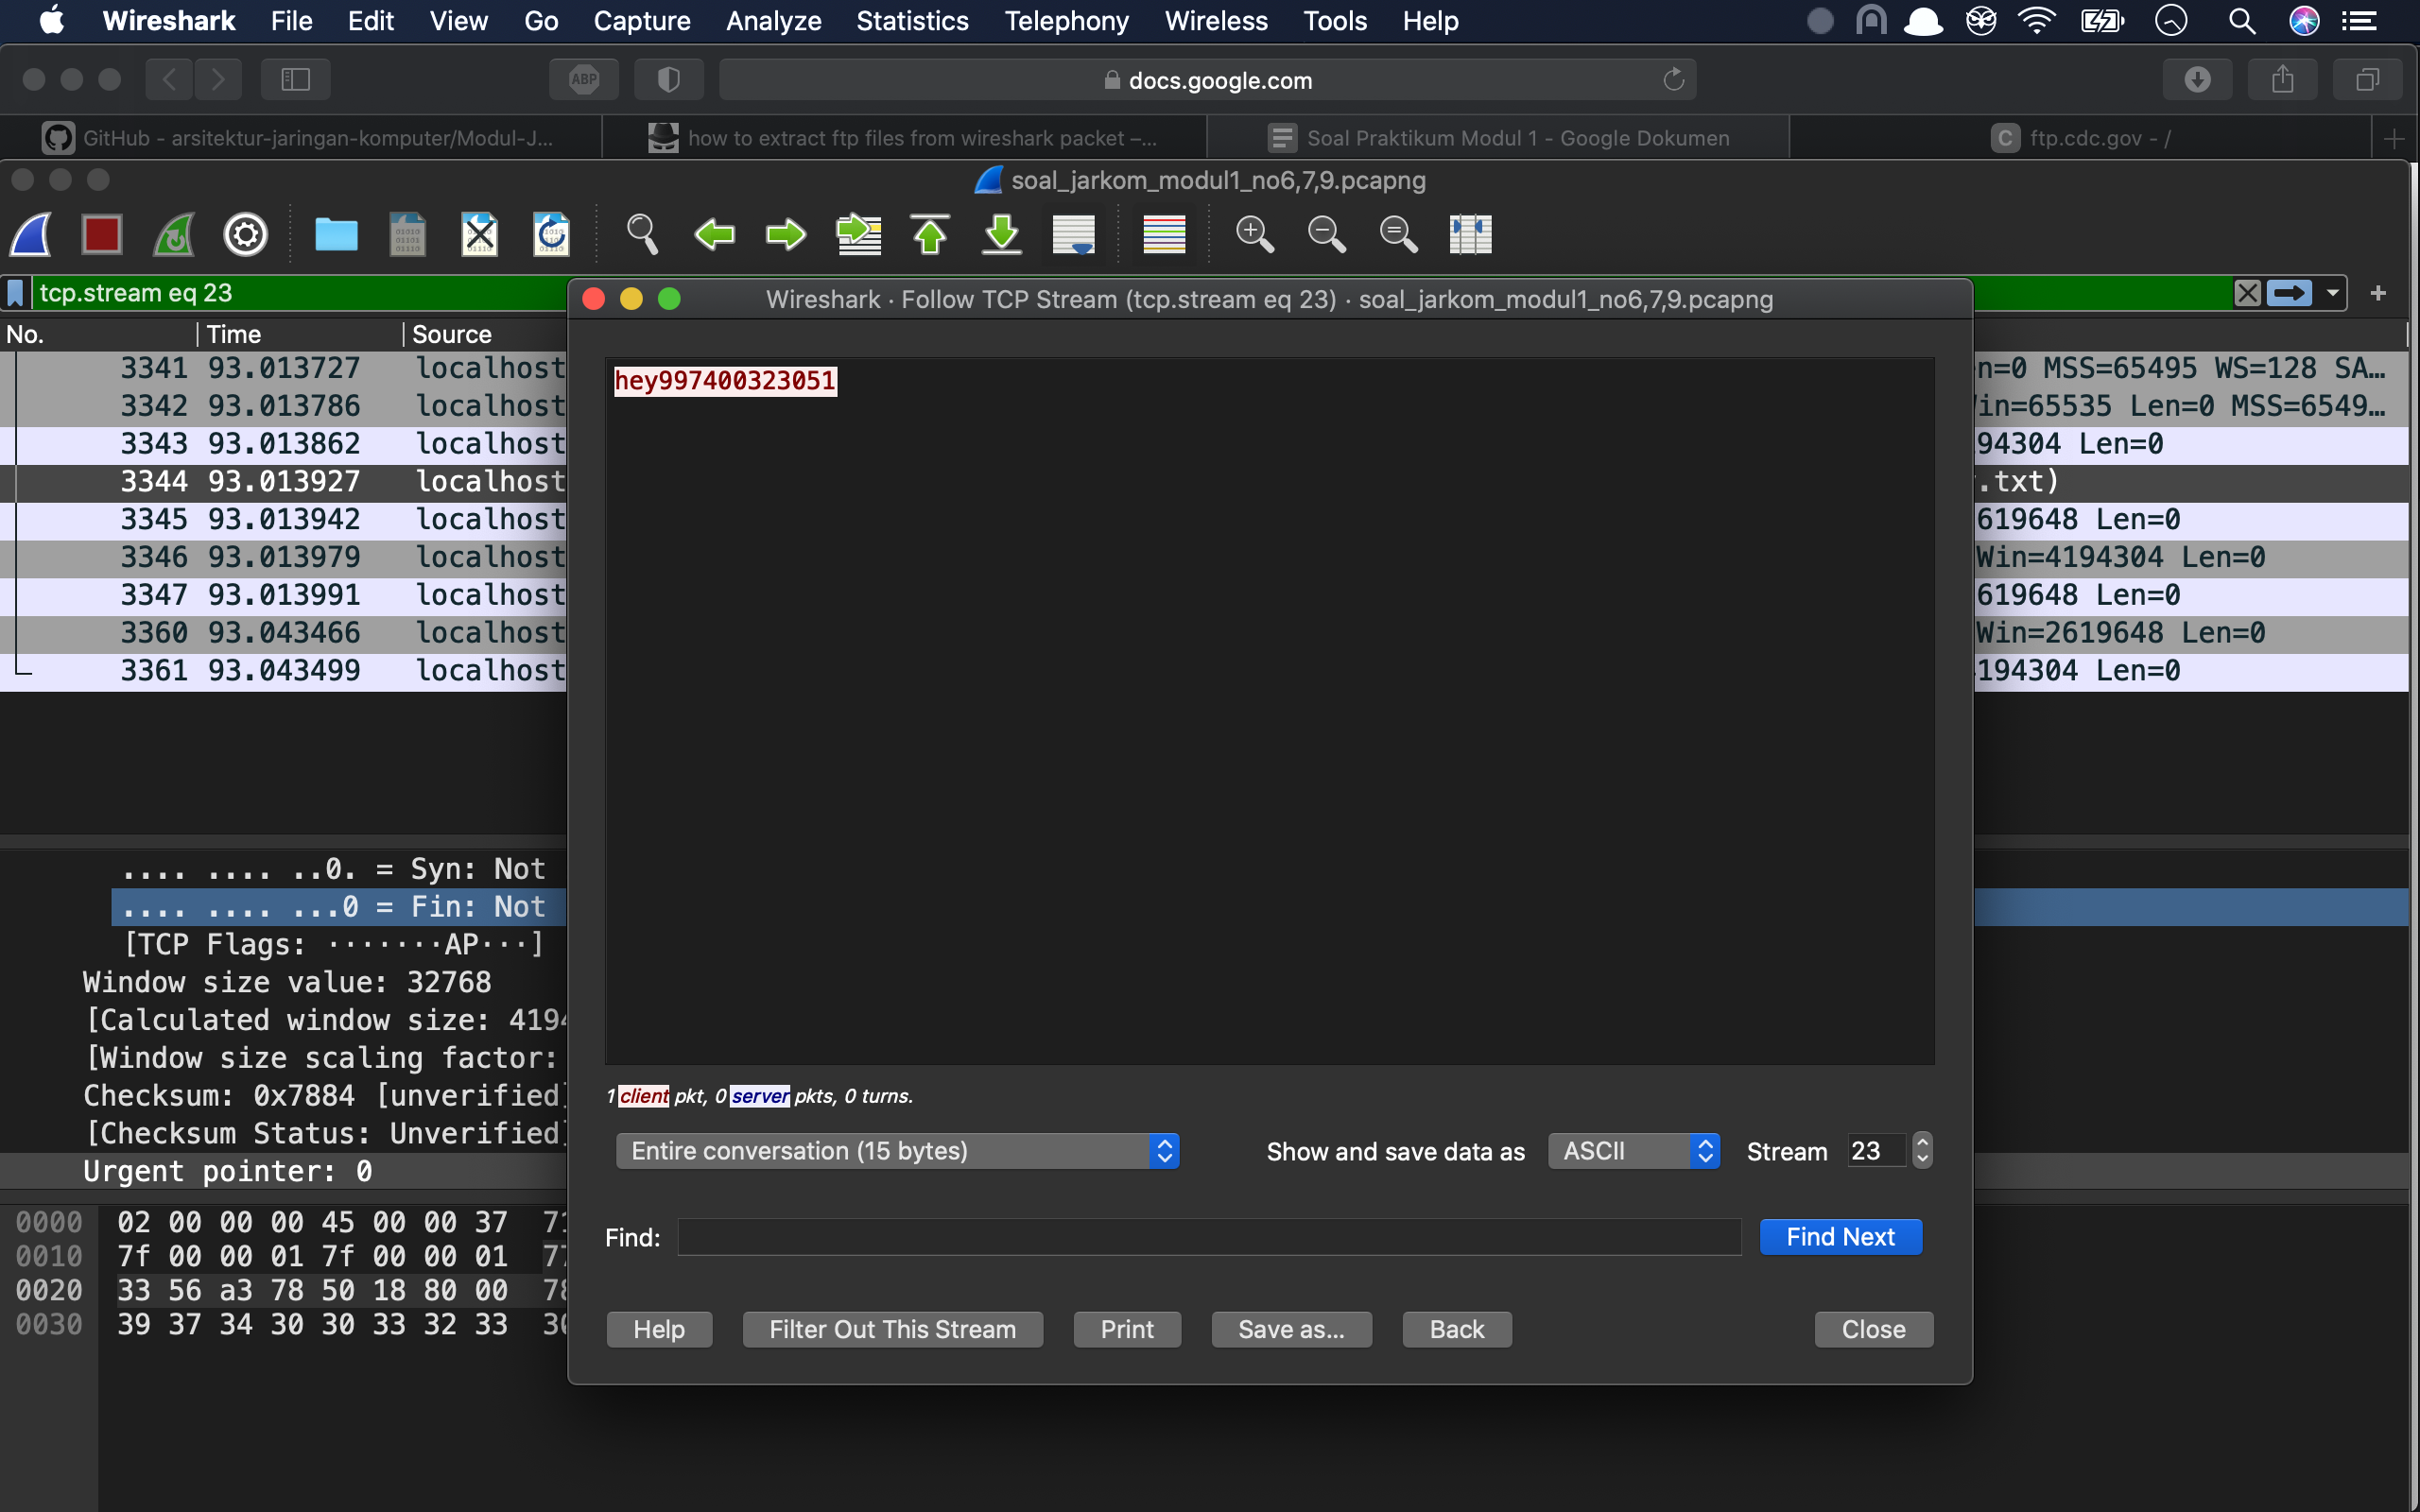 Wireshark File Edit View Go Capture Analyze Statistics Telephony Wireless Tools Help
ABP docs.google.com
GitHub - arsitektur-jaringan-komputer/Modul-J... how to extract ftp files from wireshark packet –... Soal Praktikum Modul 1 - Google Dokumen C ftp.cdc.gov - /
soal_jarkom_modul1_no6,7,9.pcapng
tcp.stream eq 23
Wireshark · Follow TCP Stream (tcp.stream eq 23) · soal_jarkom_modul1_no6,7,9.pcapng
No. Time Source
3341 93.013727 localhost n=0 MSS=65495 WS=128 SA…
3342 93.013786 localhost in=65535 Len=0 MSS=6549…
3343 93.013862 localhost 94304 Len=0
3344 93.013927 localhost .txt)
3345 93.013942 localhost 619648 Len=0
3346 93.013979 localhost Win=4194304 Len=0
3347 93.013991 localhost 619648 Len=0
3360 93.043466 localhost Win=2619648 Len=0
3361 93.043499 localhost 194304 Len=0
hey997400323051
.... .... ..0. = Syn: Not
.... .... ...0 = Fin: Not
[TCP Flags: ·······AP···]
Window size value: 32768
[Calculated window size: 4194
[Window size scaling factor:
Checksum: 0x7884 [unverified]
[Checksum Status: Unverified]
Urgent pointer: 0
0000 02 00 00 00 45 00 00 37 71
0010 7f 00 00 01 7f 00 00 01 77
0020 33 56 a3 78 50 18 80 00 78
0030 39 37 34 30 30 33 32 33 30
1 client pkt, 0 server pkts, 0 turns.
Entire conversation (15 bytes) Show and save data as ASCII Stream 23
Find: Find Next
Help Filter Out This Stream Print Save as... Back Close